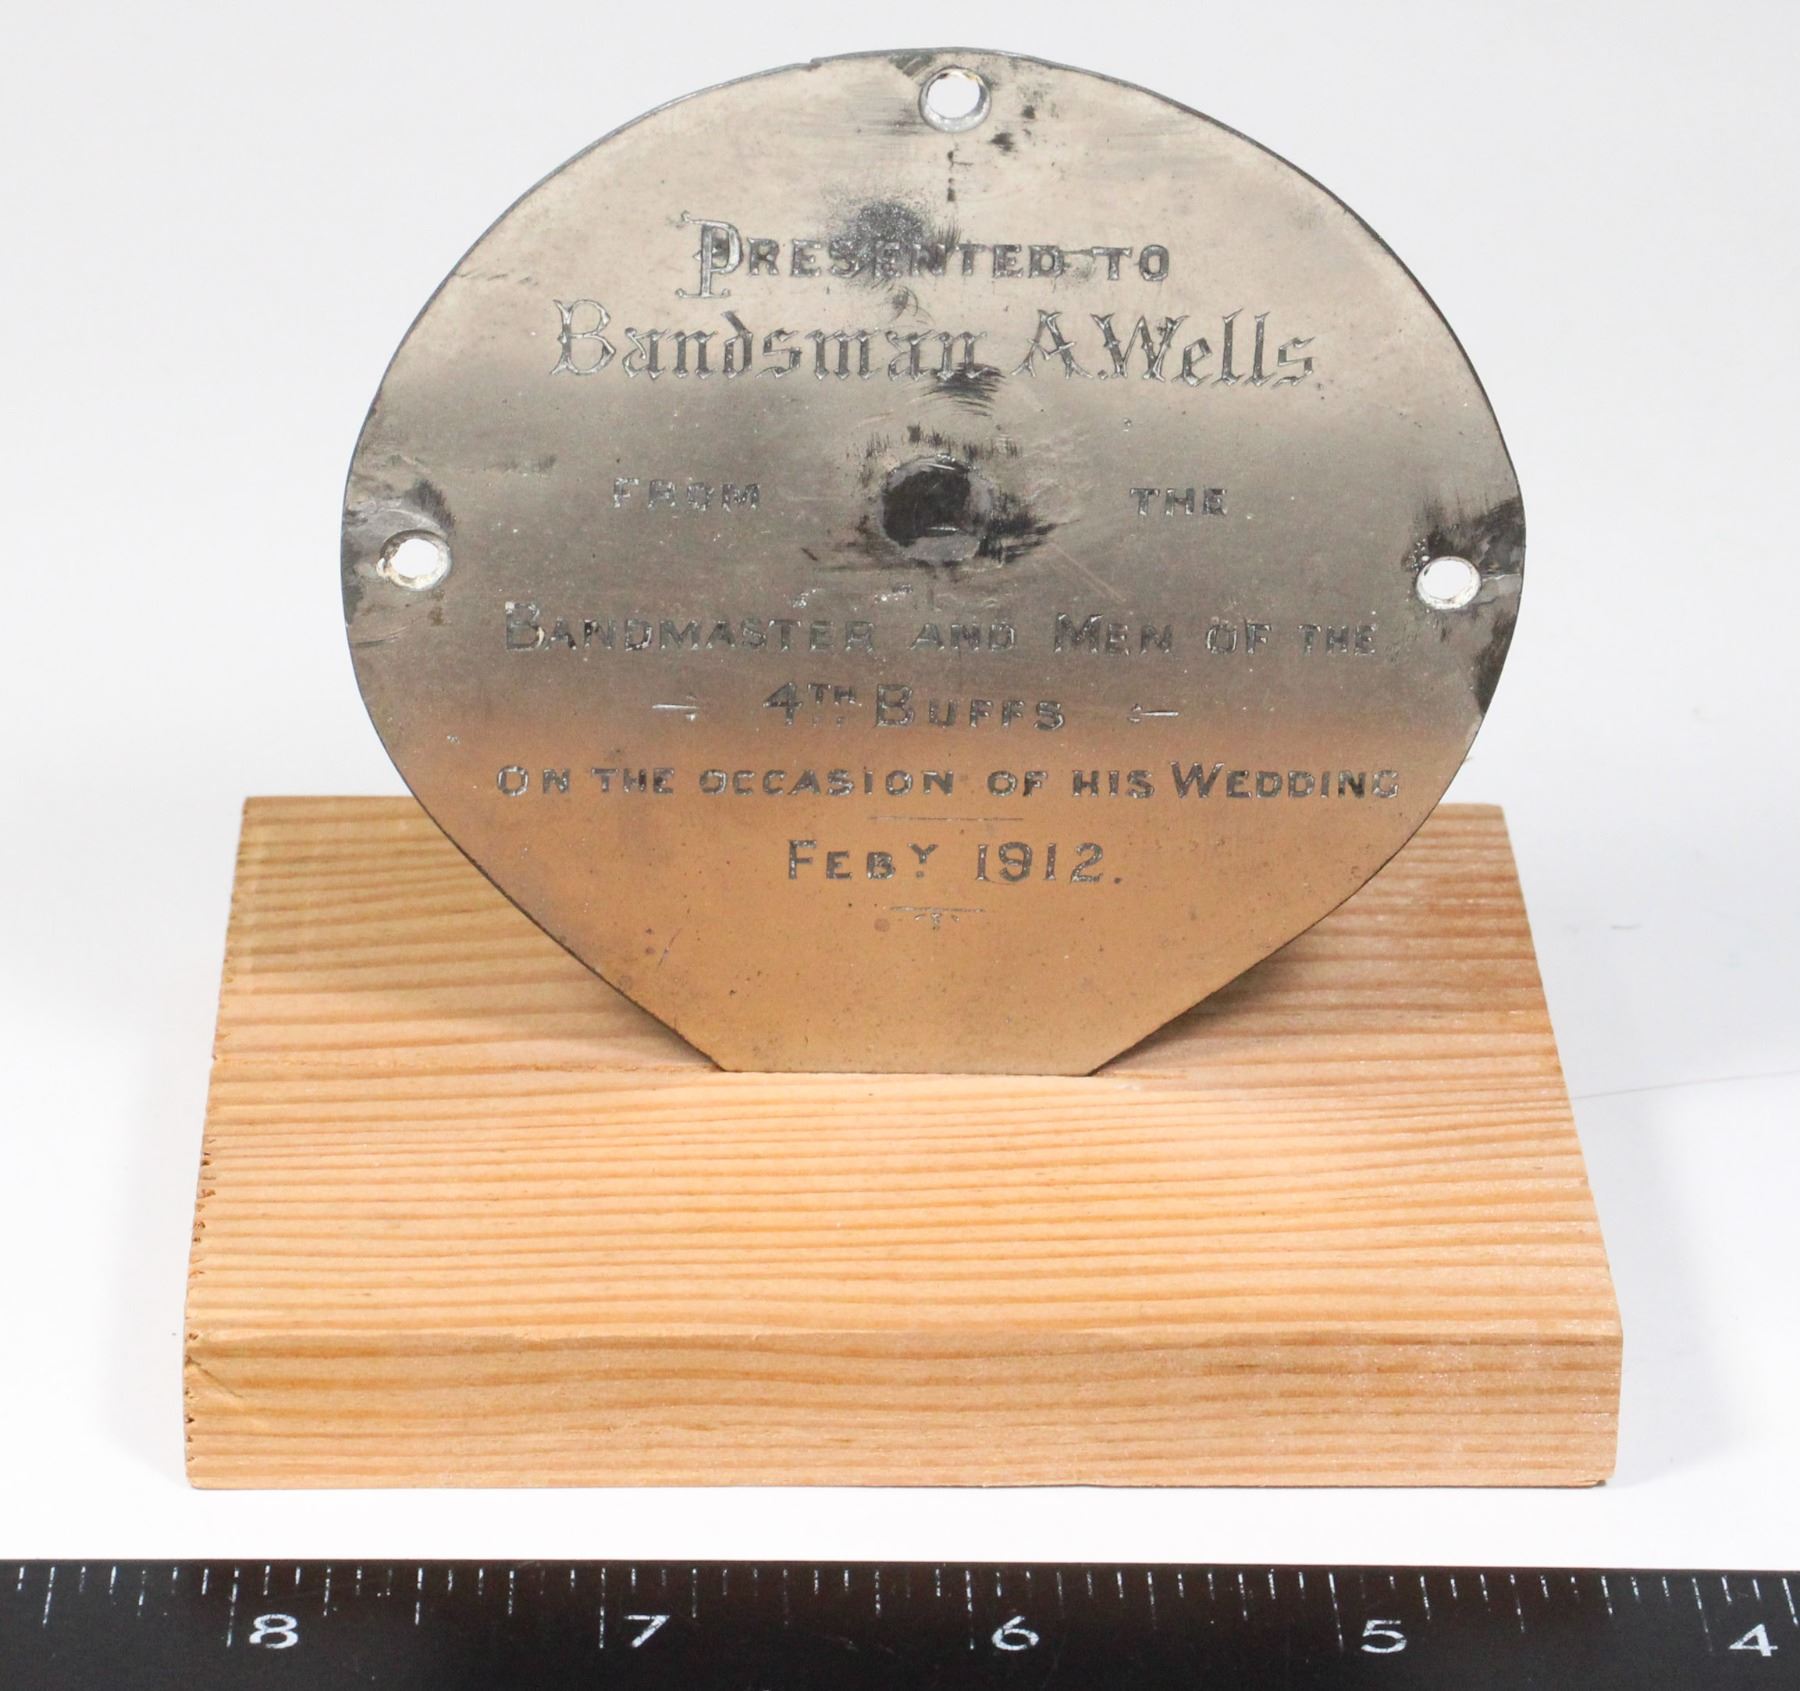 PRESENTED TO
Bandsman A. Wells.
FROM THE
BANDMASTER AND MEN OF THE
4TH BUFFS
ON THE OCCASION OF HIS WEDDING
FEBY 1912.
8 7 6 5 4